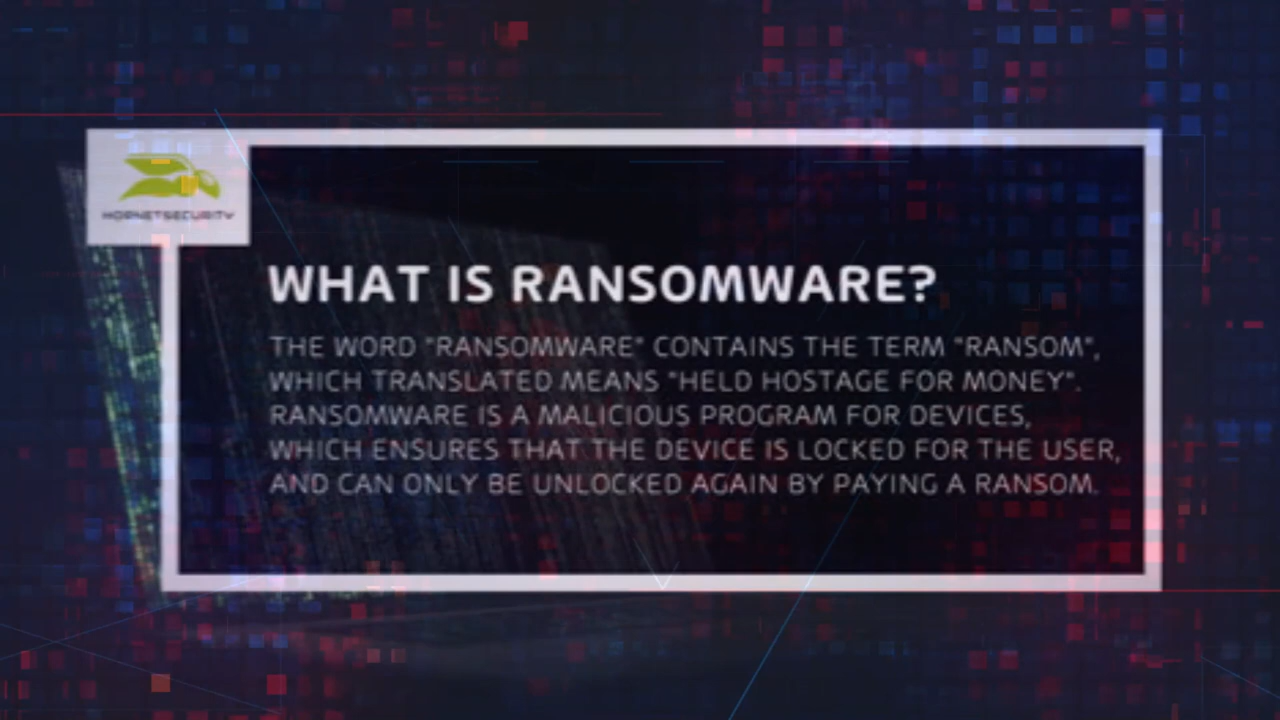 HORNETSECURITY
WHAT IS RANSOMWARE?
THE WORD "RANSOMWARE" CONTAINS THE TERM "RANSOM",
WHICH TRANSLATED MEANS "HELD HOSTAGE FOR MONEY".
RANSOMWARE IS A MALICIOUS PROGRAM FOR DEVICES,
WHICH ENSURES THAT THE DEVICE IS LOCKED FOR THE USER,
AND CAN ONLY BE UNLOCKED AGAIN BY PAYING A RANSOM.